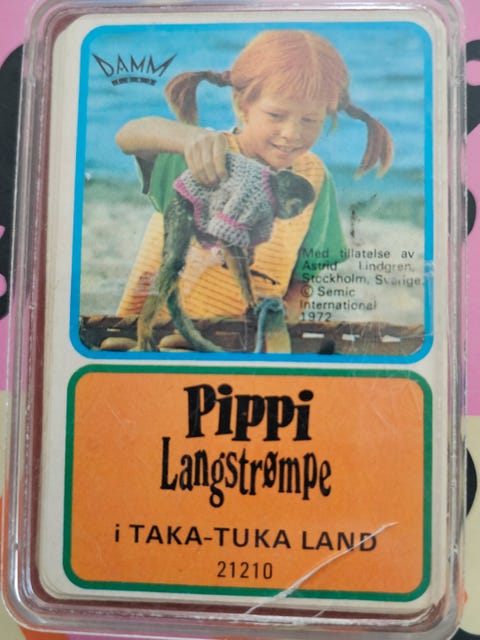 DAMM
Med tillatelse av
Astrid Lindgren,
Stockholm, Sverige.
© Semic
International
1972
Pippi
Langstrømpe
i TAKA-TUKA LAND
21210